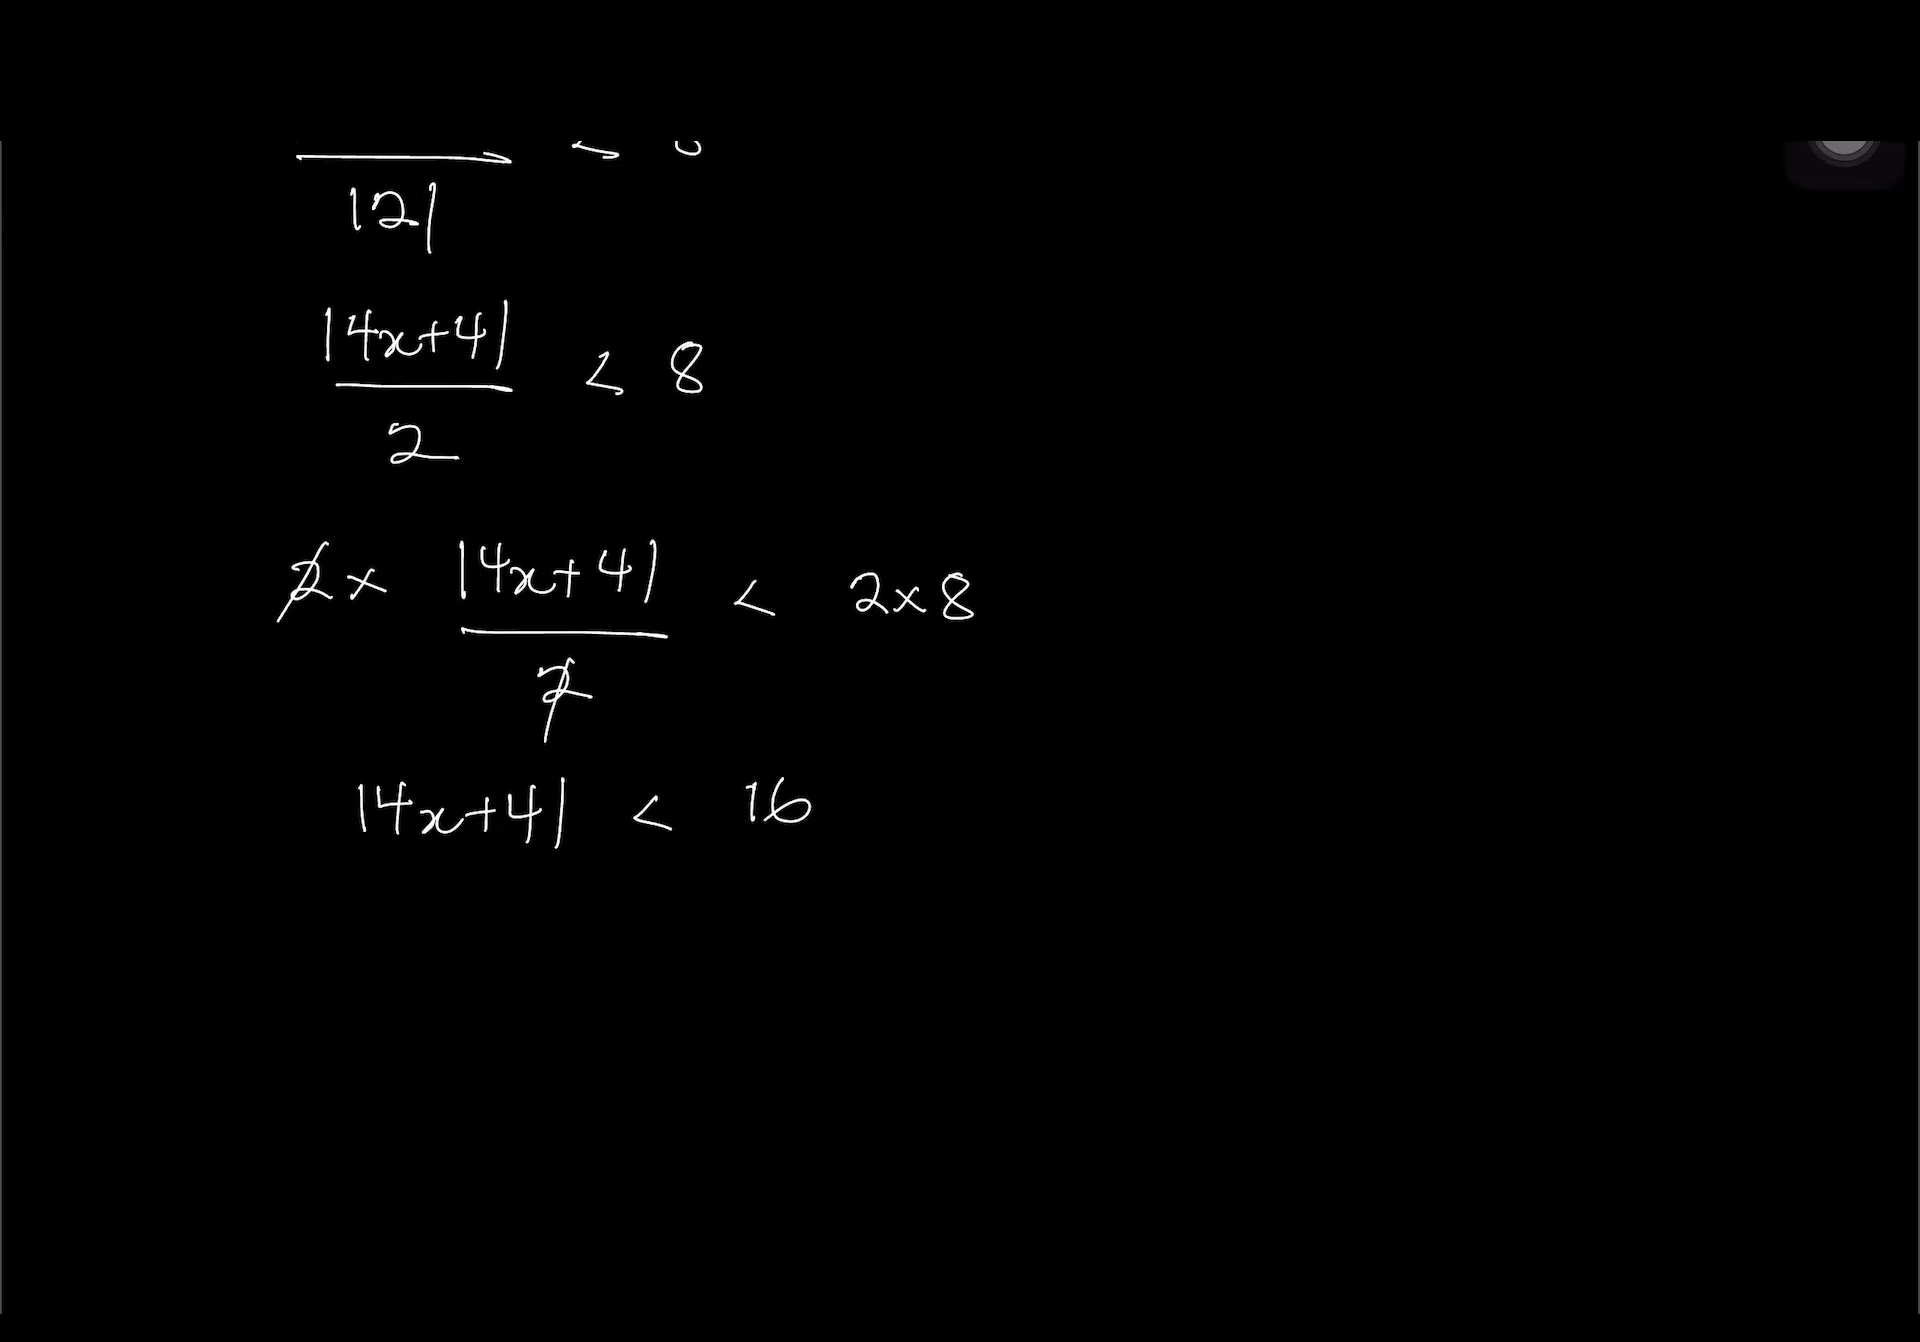 |2|
|4x+4|
< 8
2
2 × |4x+4| < 2×8
2
|4x+4| < 16